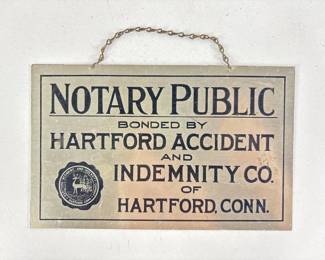 NOTARY PUBLIC
BONDED BY
HARTFORD ACCIDENT
AND
INDEMNITY CO.
OF
HARTFORD, CONN.